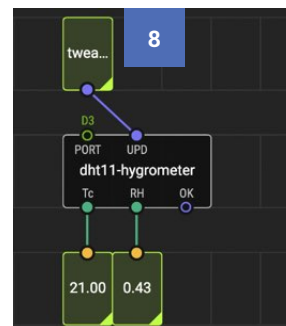 8
twea...
D3
PORT UPD
dht11-hygrometer
Tc RH OK
21.00 0.43